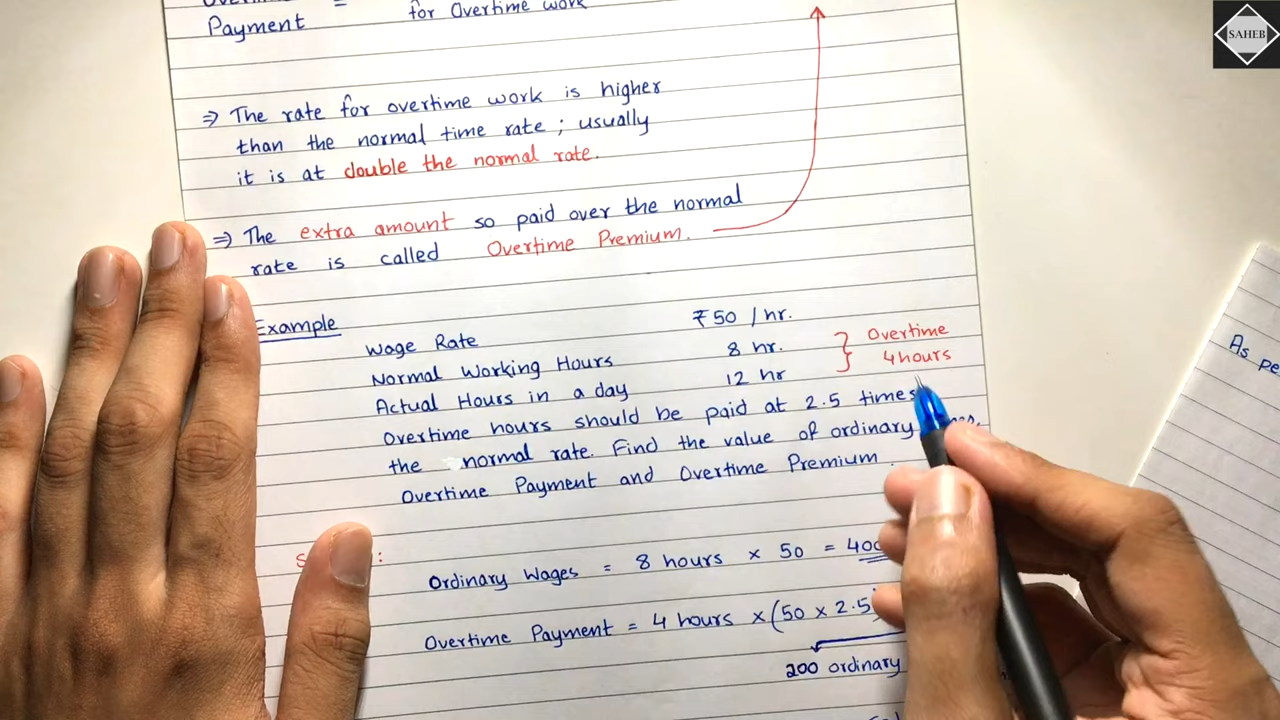 Payment = for Overtime work
SAHEB
⇒ The rate for overtime work is higher
than the normal time rate ; usually
it is at double the normal rate.
⇒ The extra amount so paid over the normal
rate is called Overtime Premium.
Example
Wage Rate ₹50 / hr.
Normal Working Hours 8 hr.
Actual Hours in a day 12 hr
} Overtime
4 hours
As pe
Overtime hours should be paid at 2.5 times
the normal rate. Find the value of ordinary
Overtime Payment and Overtime Premium.
Ordinary Wages = 8 hours x 50 = 400
Overtime Payment = 4 hours x (50 x 2.5
200 ordinary